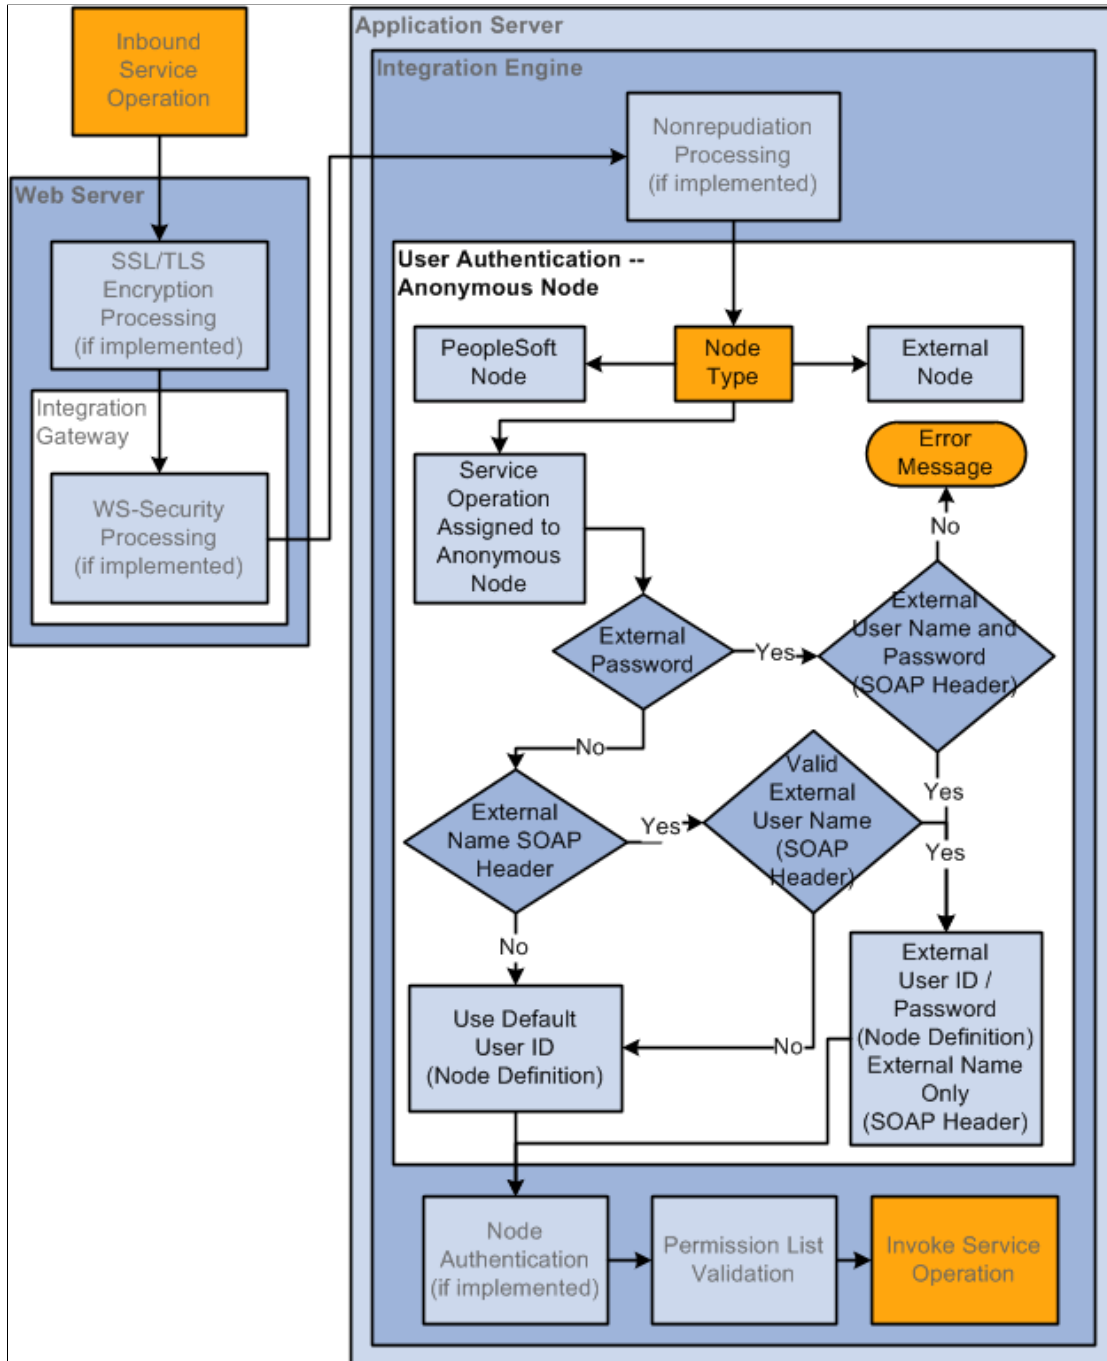 Inbound
Service
Operation
Web Server
SSL/TLS
Encryption
Processing
(if implemented)
Integration
Gateway
WS-Security
Processing
(if implemented)
Application Server
Integration Engine
Nonrepudiation
Processing
(if implemented)
User Authentication --
Anonymous Node
PeopleSoft
Node
Node
Type
External
Node
Error
Message
Service
Operation
Assigned to
Anonymous
Node
No
External
Password
Yes
External
User Name and
Password
(SOAP Header)
No
Yes
External
Name SOAP
Header
Yes
Valid
External
User Name
(SOAP
Header)
Yes
No
No
Use Default
User ID
(Node Definition)
External
User ID /
Password
(Node Definition)
External Name
Only
(SOAP Header)
Node
Authentication
(if implemented)
Permission List
Validation
Invoke Service
Operation